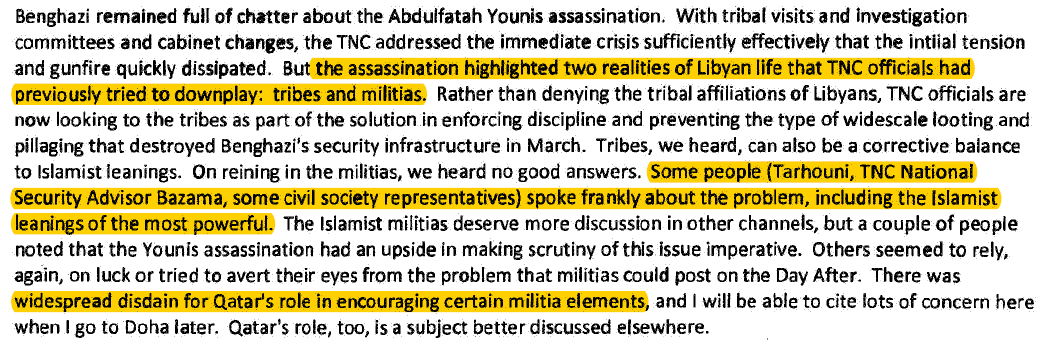 Benghazi remained full of chatter about the Abdulfatah Younis assassination.  With tribal visits and investigation
committees and cabinet changes, the TNC addressed the immediate crisis sufficiently effectively that the intiial tension
and gunfire quickly dissipated.  But the assassination highlighted two realities of Libyan life that TNC officials had
previously tried to downplay:  tribes and militias.  Rather than denying the tribal affiliations of Libyans, TNC officials are
now looking to the tribes as part of the solution in enforcing discipline and preventing the type of widescale looting and
pillaging that destroyed Benghazi's security infrastructure in March.  Tribes, we heard, can also be a corrective balance
to Islamist leanings.  On reining in the militias, we heard no good answers.  Some people (Tarhouni, TNC National
Security Advisor Bazama, some civil society representatives) spoke frankly about the problem, including the Islamist
leanings of the most powerful.  The Islamist militias deserve more discussion in other channels, but a couple of people
noted that the Younis assassination had an upside in making scrutiny of this issue imperative.  Others seemed to rely,
again, on luck or tried to avert their eyes from the problem that militias could post on the Day After.  There was
widespread disdain for Qatar's role in encouraging certain militia elements, and I will be able to cite lots of concern here
when I go to Doha later.  Qatar's role, too, is a subject better discussed elsewhere.